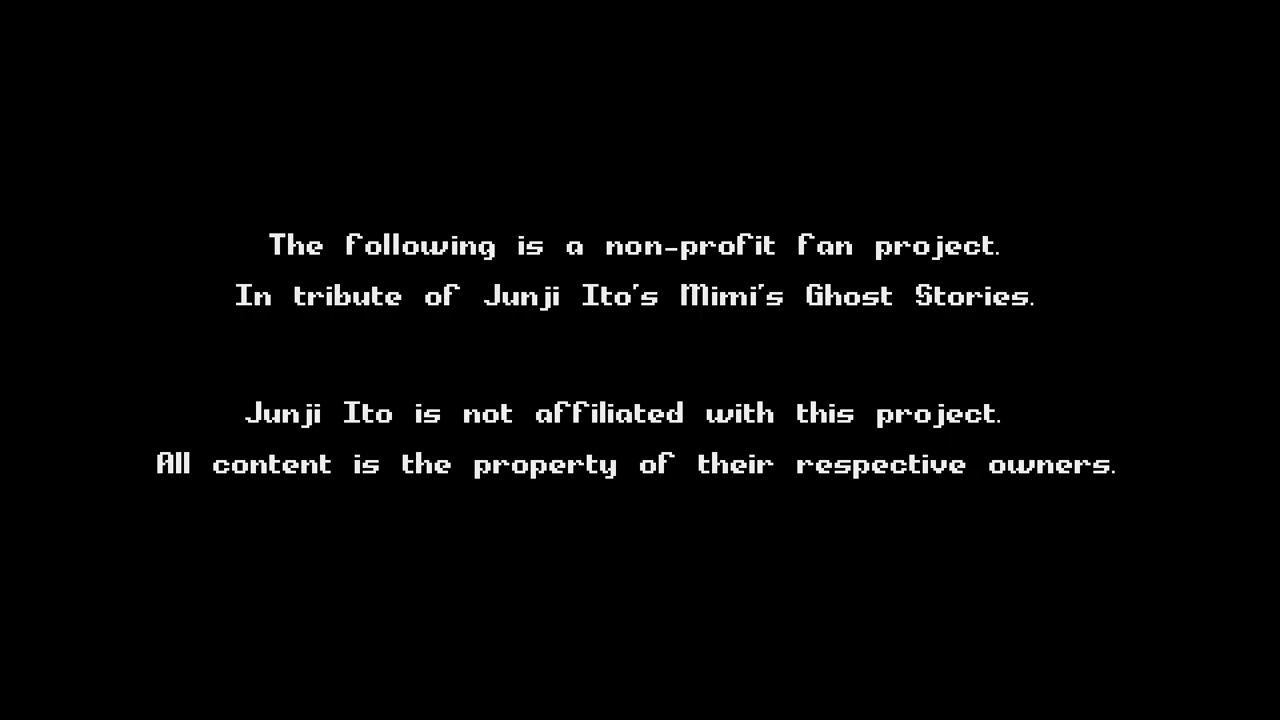 The following is a non-profit fan project.
In tribute of Junji Ito's Mimi's Ghost Stories.
Junji Ito is not affiliated with this project.
All content is the property of their respective owners.